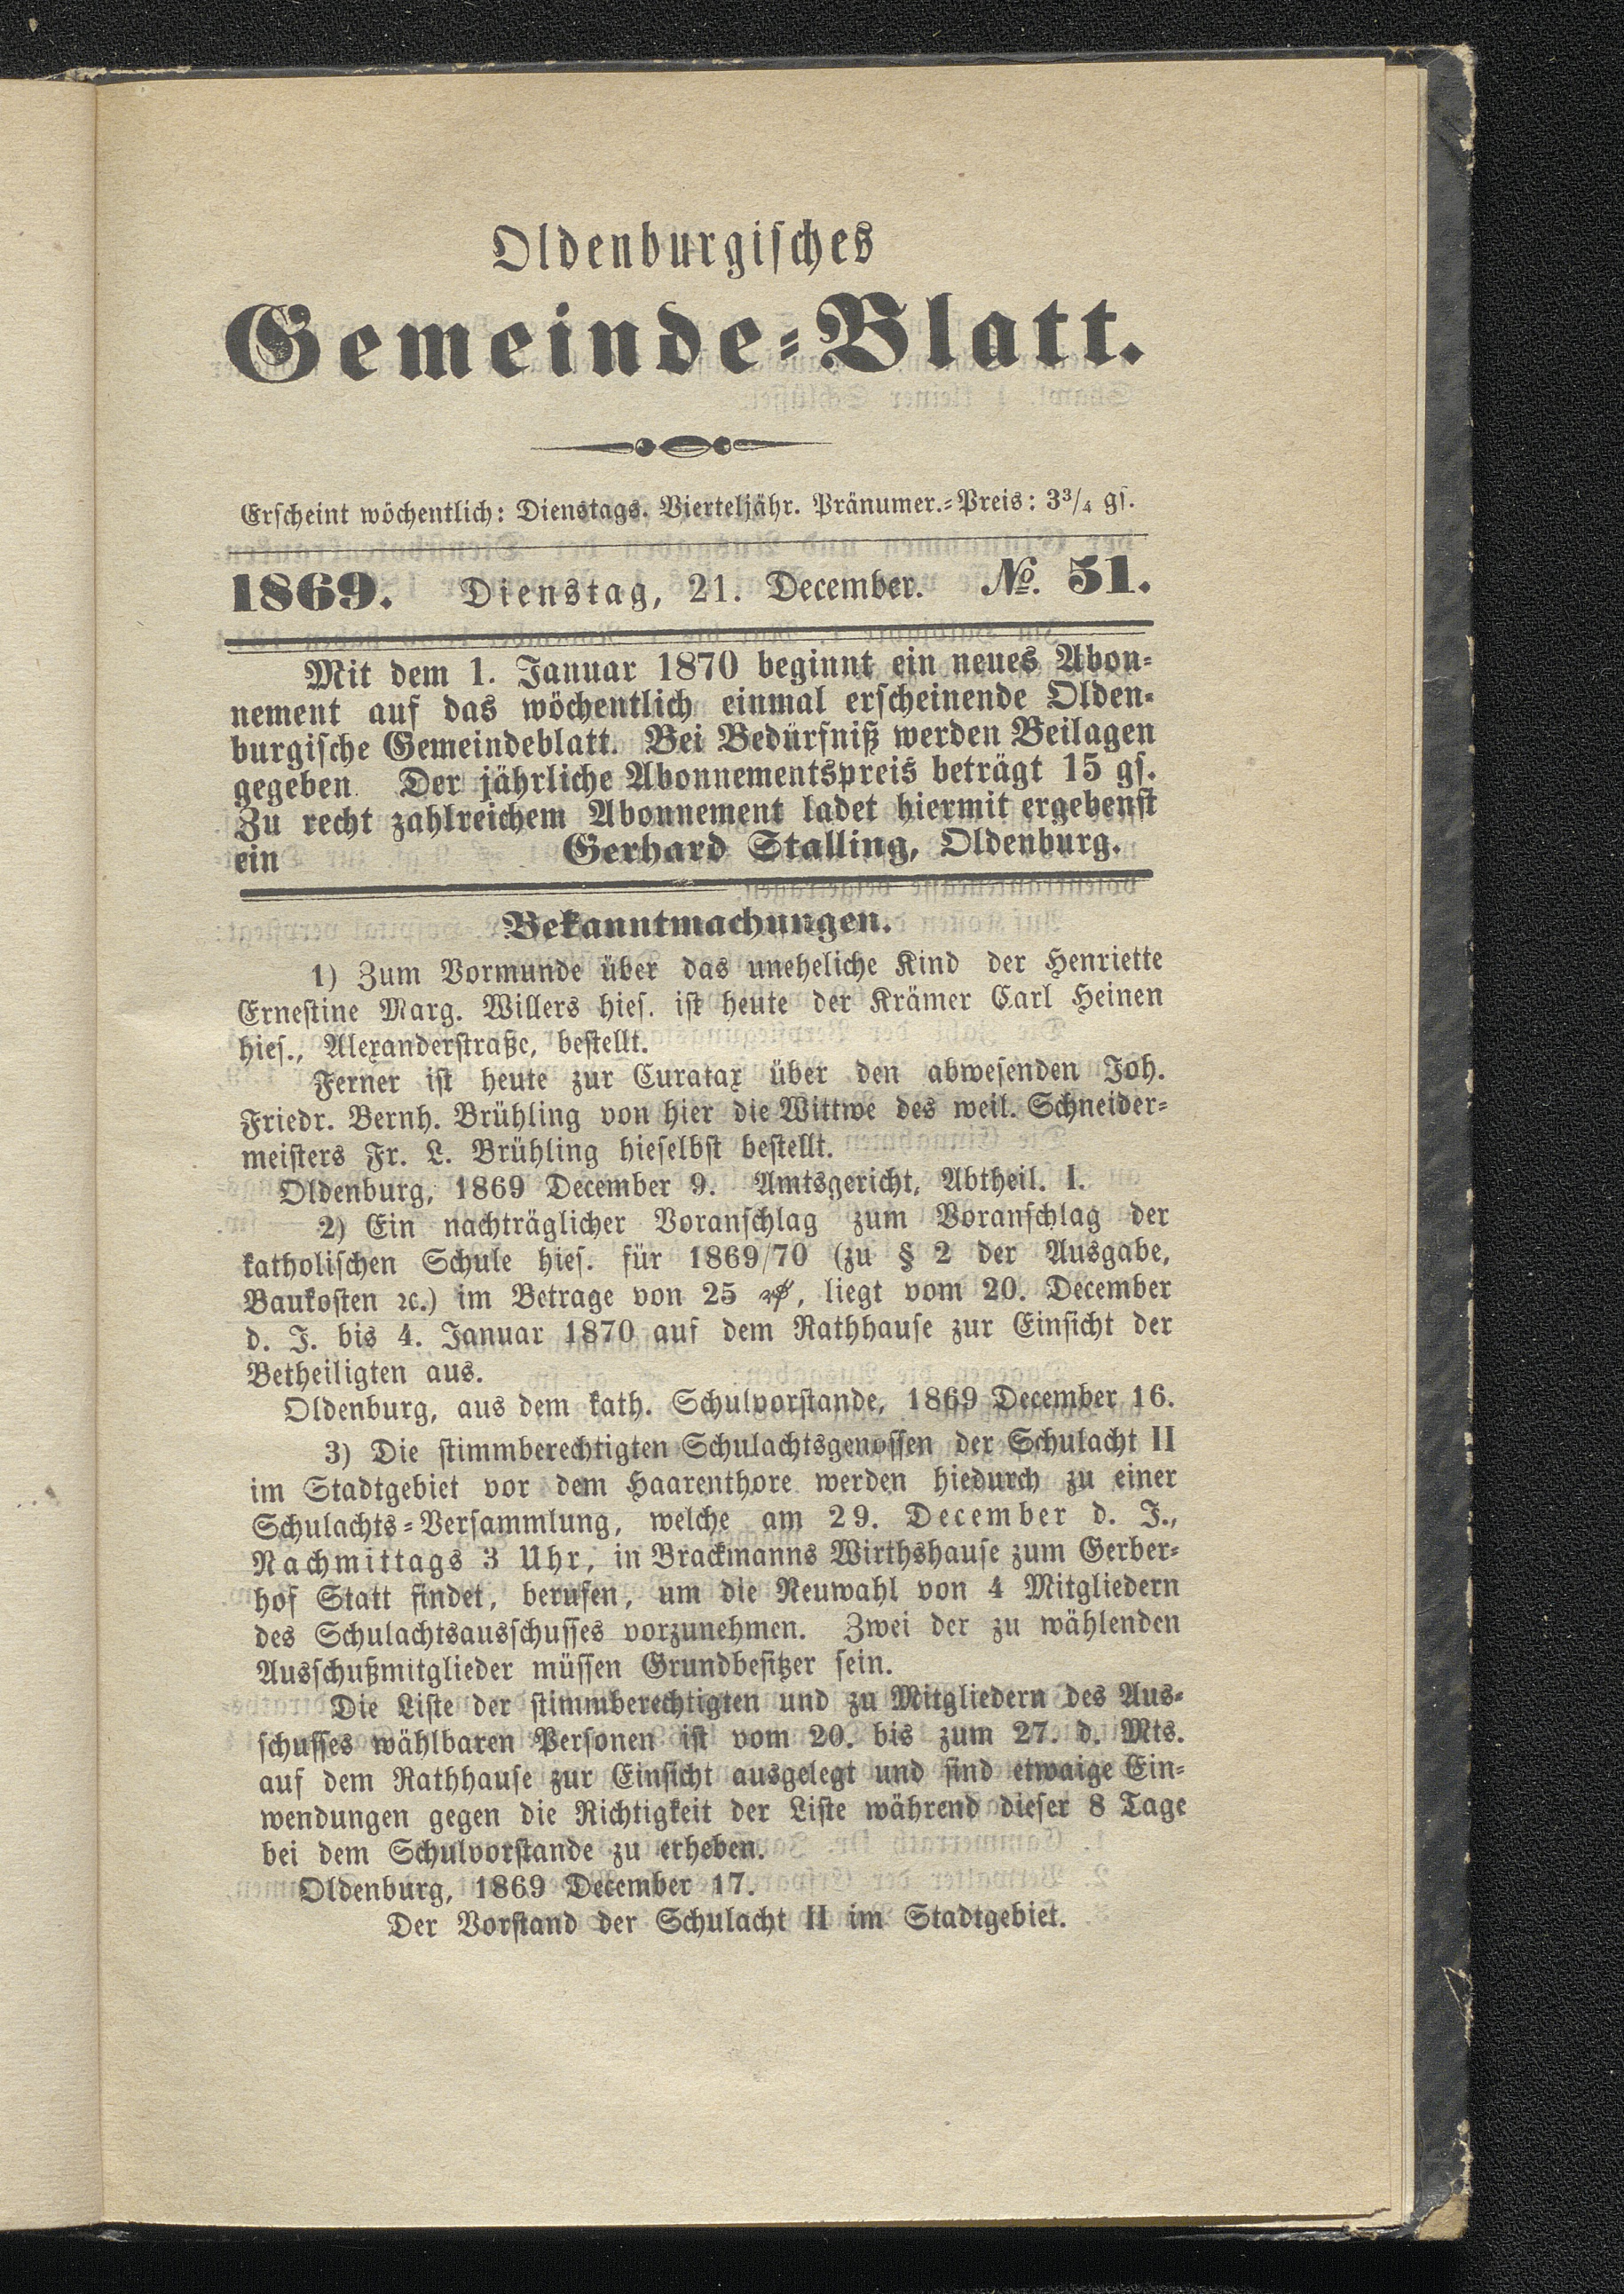 Oldenburgisches
Gemeinde-Blatt.
Erscheint wöchentlich: Dienstags. Vierteljähr. Pränumer.-Preis: 3¾ gs.
1869. Dienstag, 21. December. №. 51.
Mit dem 1. Januar 1870 beginnt ein neues Abon-
nement auf das wöchentlich einmal erscheinende Olden-
burgische Gemeindeblatt. Bei Bedürfniß werden Beilagen
gegeben. Der jährliche Abonnementspreis beträgt 15 gs.
Zu recht zahlreichem Abonnement ladet hiermit ergebenst
ein Gerhard Stalling, Oldenburg.
Bekanntmachungen.
1) Zum Vormunde über das uneheliche Kind der Henriette
Ernestine Marg. Willers hies. ist heute der Krämer Carl Heinen
hies., Alexanderstraße, bestellt.
Ferner ist heute zur Curatax über den abwesenden Joh.
Friedr. Bernh. Brühling von hier die Wittwe des weil. Schneider-
meisters Fr. L. Brühling hieselbst bestellt.
Oldenburg, 1869 December 9. Amtsgericht, Abtheil. I.
2) Ein nachträglicher Voranschlag zum Voranschlag der
katholischen Schule hies. für 1869/70 (zu § 2 der Ausgabe,
Baukosten ꝛc.) im Betrage von 25 ₰, liegt vom 20. December
d. J. bis 4. Januar 1870 auf dem Rathhause zur Einsicht der
Betheiligten aus.
Oldenburg, aus dem kath. Schulvorstande, 1869 December 16.
3) Die stimmberechtigten Schulachtsgenossen der Schulacht II
im Stadtgebiet vor dem Haarenthore werden hiedurch zu einer
Schulachts-Versammlung, welche am 29. December d. J.,
Nachmittags 3 Uhr, in Brackmanns Wirthshause zum Gerber-
hof Statt findet, berufen, um die Neuwahl von 4 Mitgliedern
des Schulachtsausschusses vorzunehmen. Zwei der zu wählenden
Ausschußmitglieder müssen Grundbesitzer sein.
Die Liste der stimmberechtigten und zu Mitgliedern des Aus-
schusses wählbaren Personen ist vom 20. bis zum 27. d. Mts.
auf dem Rathhause zur Einsicht ausgelegt und sind etwaige Ein-
wendungen gegen die Richtigkeit der Liste während dieser 8 Tage
bei dem Schulvorstande zu erheben.
Oldenburg, 1869 December 17.
Der Vorstand der Schulacht II im Stadtgebiet.